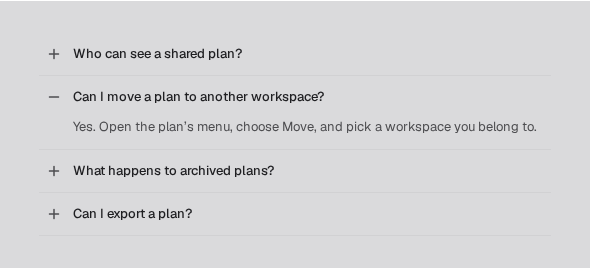 Who can see a shared plan?
Can I move a plan to another workspace?
Yes. Open the plan’s menu, choose Move, and pick a workspace you belong to.
What happens to archived plans?
Can I export a plan?